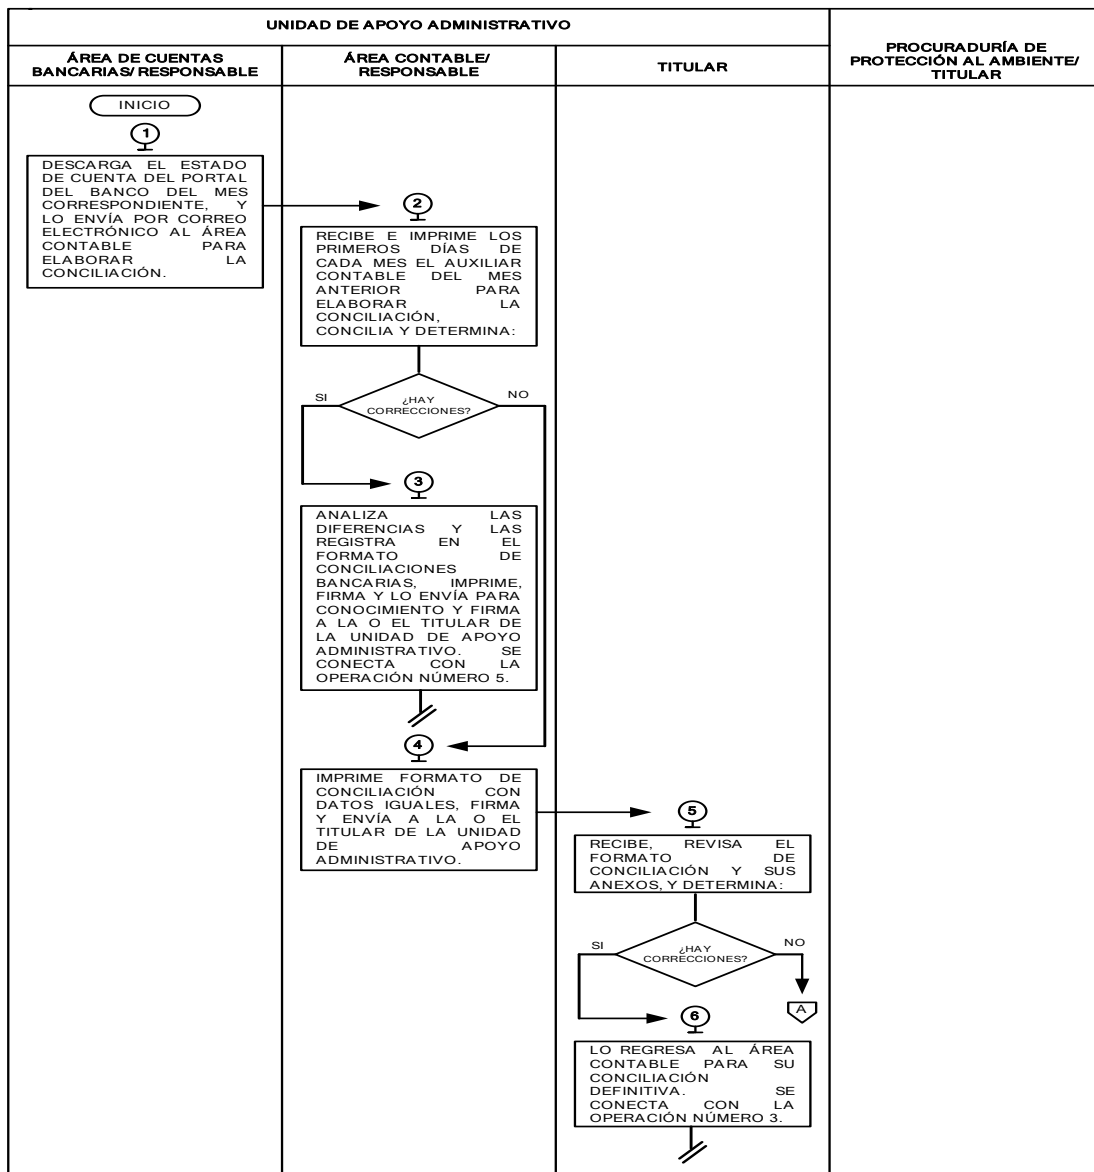 UNIDAD DE APOYO ADMINISTRATIVO
ÁREA DE CUENTAS
BANCARIAS/ RESPONSABLE
ÁREA CONTABLE/
RESPONSABLE
TITULAR
PROCURADURÍA DE
PROTECCIÓN AL AMBIENTE/
TITULAR
INICIO
1
DESCARGA EL ESTADO
DE CUENTA DEL PORTAL
DEL BANCO DEL MES
CORRESPONDIENTE, Y
LO ENVÍA POR CORREO
ELECTRÓNICO AL ÁREA
CONTABLE PARA
ELABORAR LA
CONCILIACIÓN.
2
RECIBE E IMPRIME LOS
PRIMEROS DÍAS DE
CADA MES EL AUXILIAR
CONTABLE DEL MES
ANTERIOR PARA
ELABORAR LA
CONCILIACIÓN,
CONCILIA Y DETERMINA:
SI
¿HAY
CORRECCIONES?
NO
3
ANALIZA LAS
DIFERENCIAS Y LAS
REGISTRA EN EL
FORMATO DE
CONCILIACIONES
BANCARIAS, IMPRIME,
FIRMA Y LO ENVÍA PARA
CONOCIMIENTO Y FIRMA
A LA O EL TITULAR DE
LA UNIDAD DE APOYO
ADMINISTRATIVO. SE
CONECTA CON LA
OPERACIÓN NÚMERO 5.
4
IMPRIME FORMATO DE
CONCILIACIÓN CON
DATOS IGUALES, FIRMA
Y ENVÍA A LA O EL
TITULAR DE LA UNIDAD
DE APOYO
ADMINISTRATIVO.
5
RECIBE, REVISA EL
FORMATO DE
CONCILIACIÓN Y SUS
ANEXOS, Y DETERMINA:
SI
¿HAY
CORRECCIONES?
NO
A
6
LO REGRESA AL ÁREA
CONTABLE PARA SU
CONCILIACIÓN
DEFINITIVA. SE
CONECTA CON LA
OPERACIÓN NÚMERO 3.